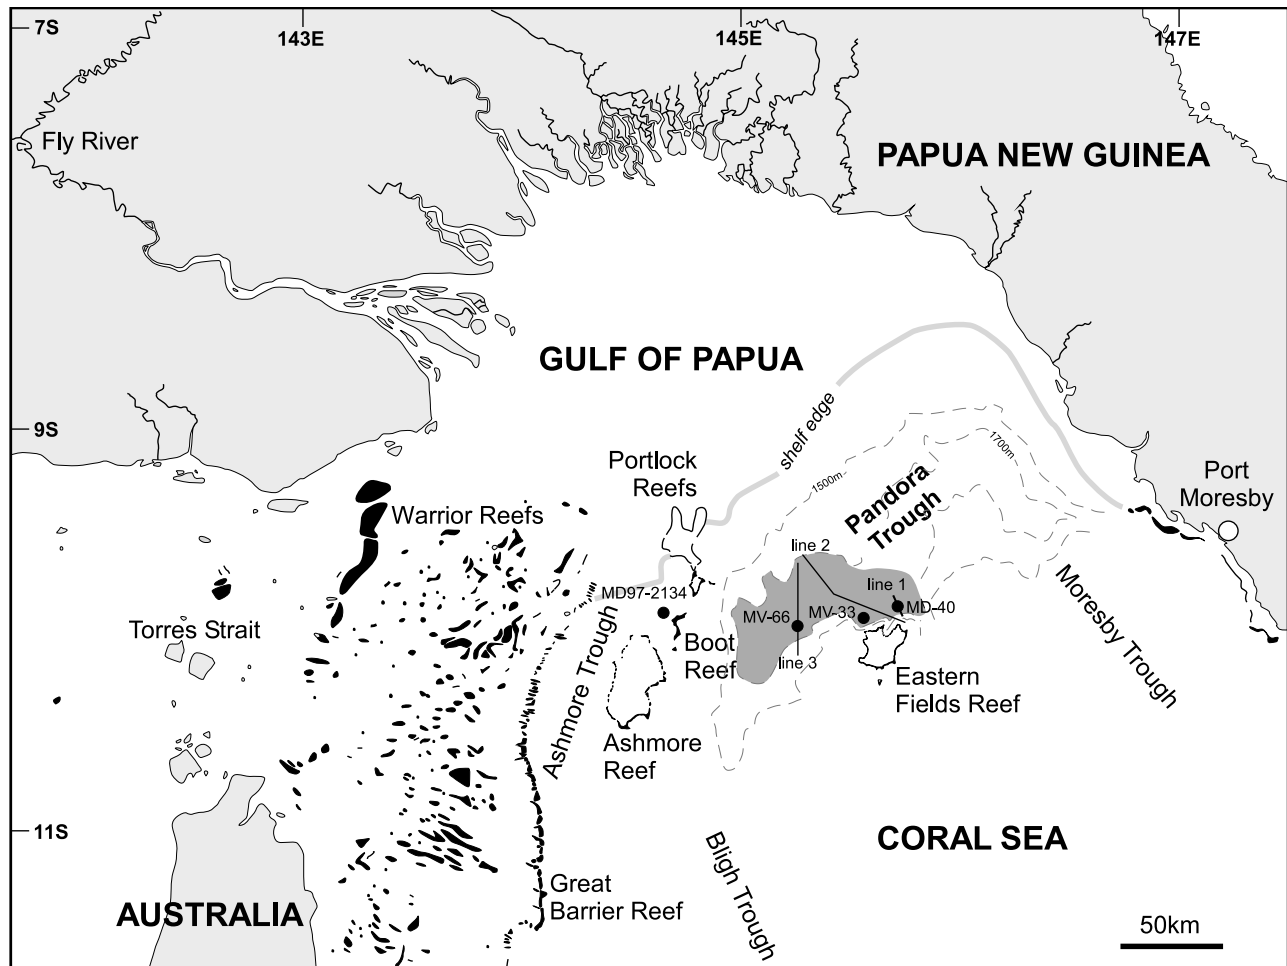 7S
143E
145E
147E
Fly River
PAPUA NEW GUINEA
GULF OF PAPUA
shelf edge
9S
1500m
1700m
Portlock
Reefs
Port
Moresby
Pandora
Trough
Warrior Reefs
line 2
line 1
MD97-2134
MV-66
MV-33
MD-40
Torres Strait
Ashmore Trough
Boot
Reef
line 3
Moresby Trough
Eastern
Fields Reef
Ashmore
Reef
11S
CORAL SEA
Bligh Trough
Great
Barrier Reef
AUSTRALIA
50km